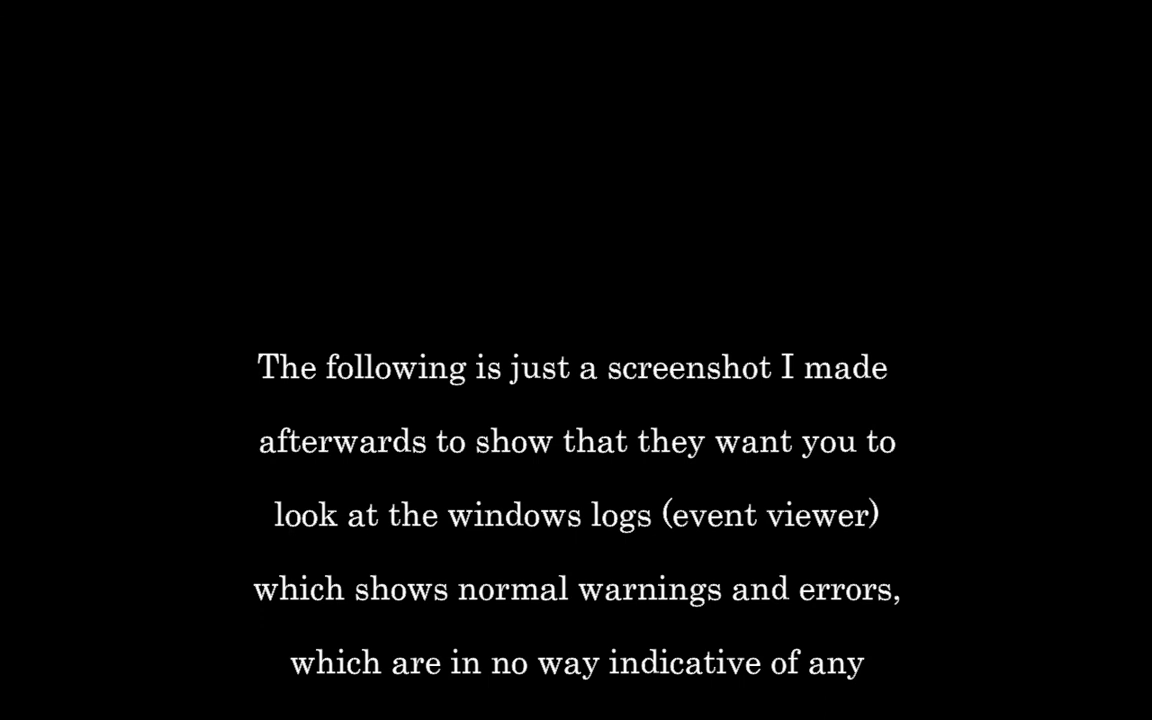 The following is just a screenshot I made
afterwards to show that they want you to
look at the windows logs (event viewer)
which shows normal warnings and errors,
which are in no way indicative of any